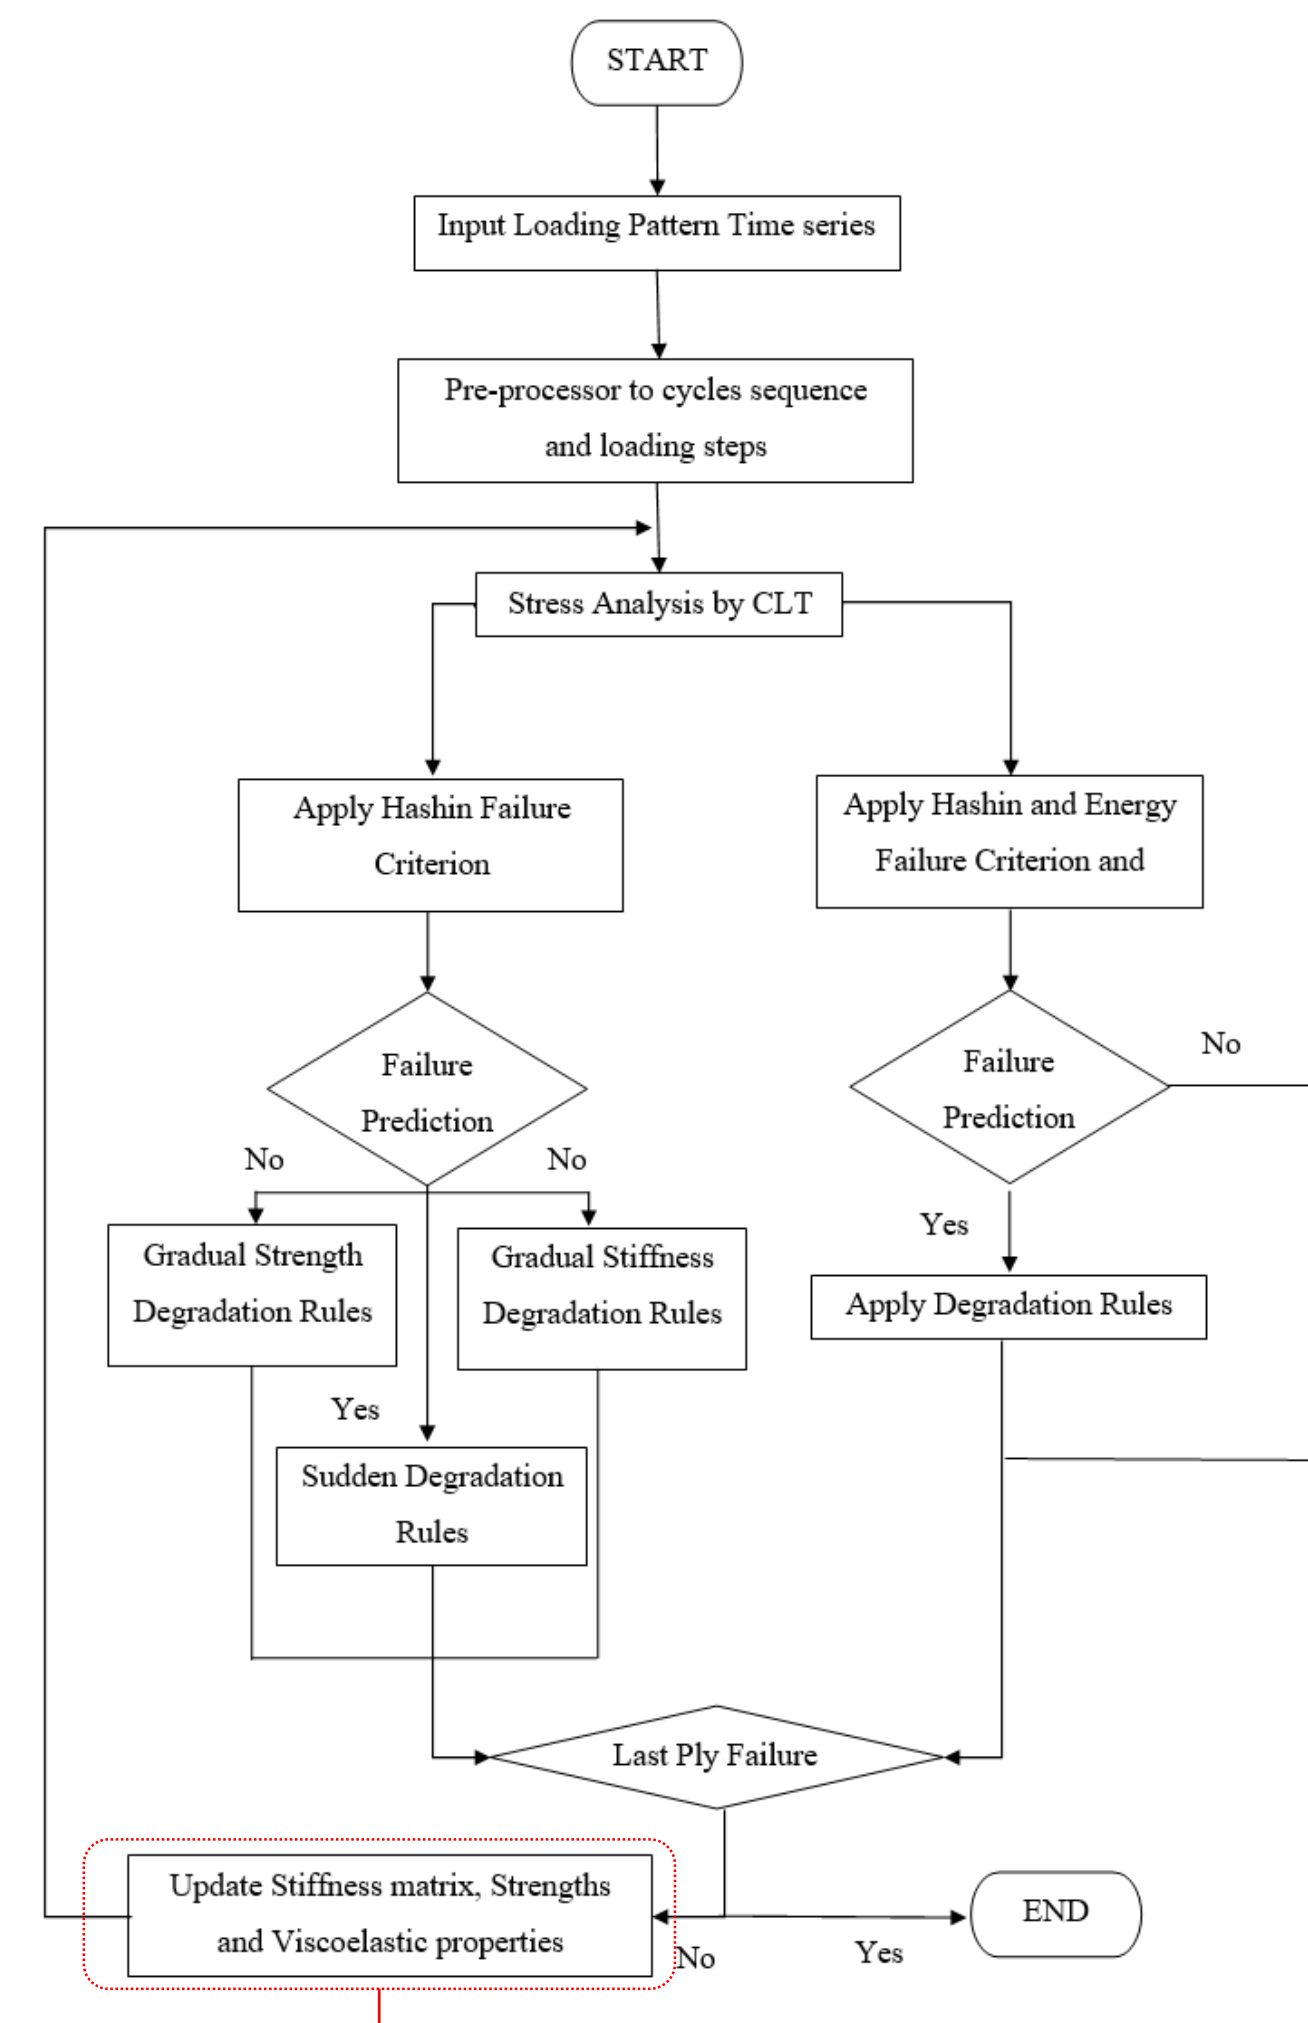 START
Input Loading Pattern Time series
Pre-processor to cycles sequence
and loading steps
Stress Analysis by CLT
Apply Hashin Failure
Criterion
Apply Hashin and Energy
Failure Criterion and
Failure
Prediction
Failure
Prediction
No
No
No
Gradual Strength
Degradation Rules
Gradual Stiffness
Degradation Rules
Yes
Apply Degradation Rules
Yes
Sudden Degradation
Rules
Last Ply Failure
Update Stiffness matrix, Strengths
and Viscoelastic properties
No
Yes
END